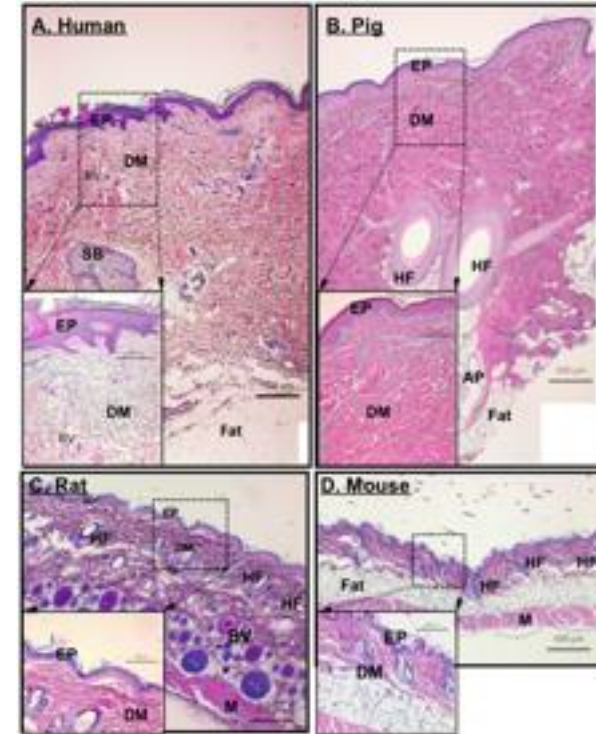 A. Human
EP
DM
SB
EP
DM
Fat
B. Pig
EP
DM
HF
HF
EP
AP
DM
Fat
C. Rat
EP
DM
HF
HF
HF
BV
EP
DM
M
D. Mouse
HF
HF
HF
Fat
M
EP
DM